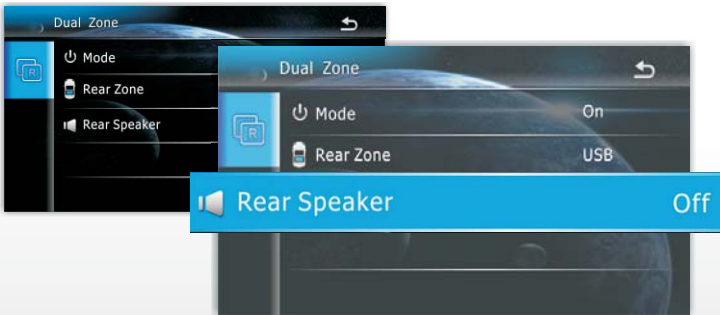 Dual Zone
Mode
Rear Zone
Rear Speaker
Dual Zone
R
Mode On
Rear Zone USB
Rear Speaker Off